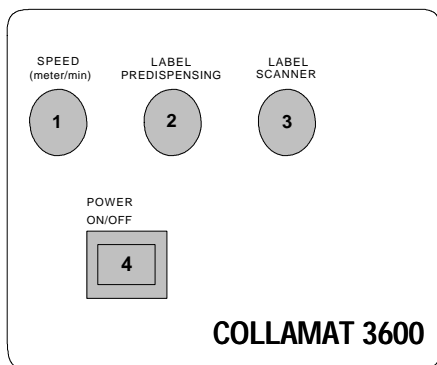 SPEED
(meter/min)
LABEL
PREDISPENSING
LABEL
SCANNER
1
2
3
POWER
ON/OFF
4
COLLAMAT 3600